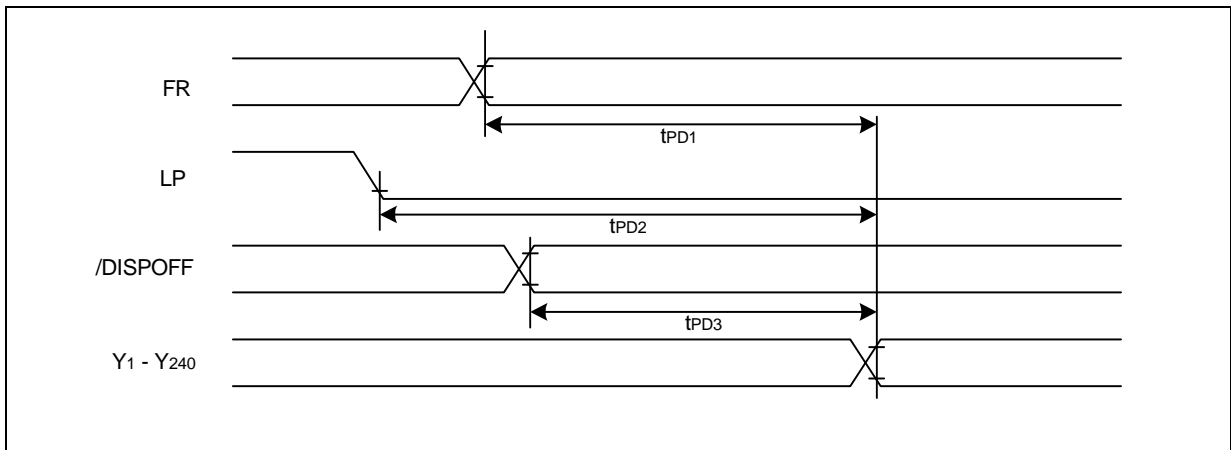 FR
tPD1
LP
tPD2
/DISPOFF
tPD3
Y1 - Y240